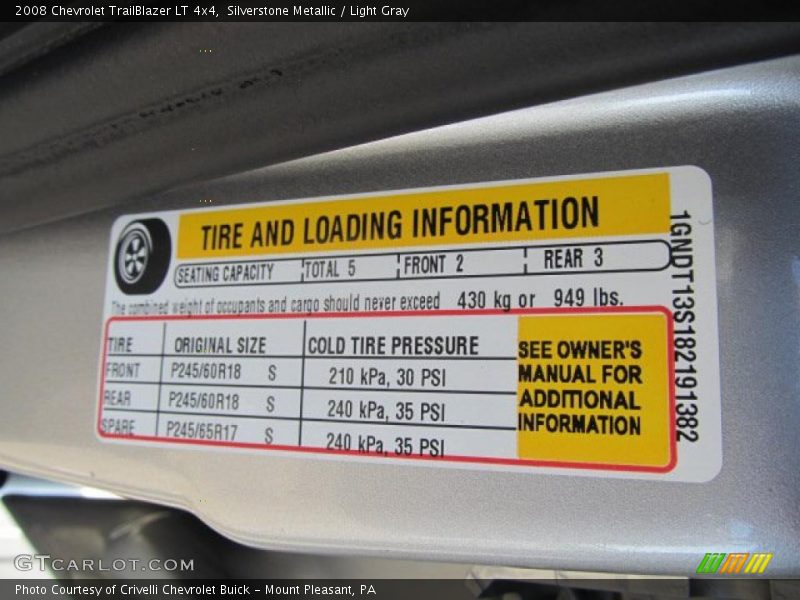 2008 Chevrolet TrailBlazer LT 4x4, Silverstone Metallic / Light Gray
TIRE AND LOADING INFORMATION
SEATING CAPACITY TOTAL 5 FRONT 2 REAR 3
The combined weight of occupants and cargo should never exceed 430 kg or 949 lbs.
TIRE ORIGINAL SIZE COLD TIRE PRESSURE
FRONT P245/60R18 S 210 kPa, 30 PSI
REAR P245/60R18 S 240 kPa, 35 PSI
SPARE P245/65R17 S 240 kPa, 35 PSI
SEE OWNER'S
MANUAL FOR
ADDITIONAL
INFORMATION
1GNDT13S182191382
GTCARLOT.COM
Photo Courtesy of Crivelli Chevrolet Buick - Mount Pleasant, PA